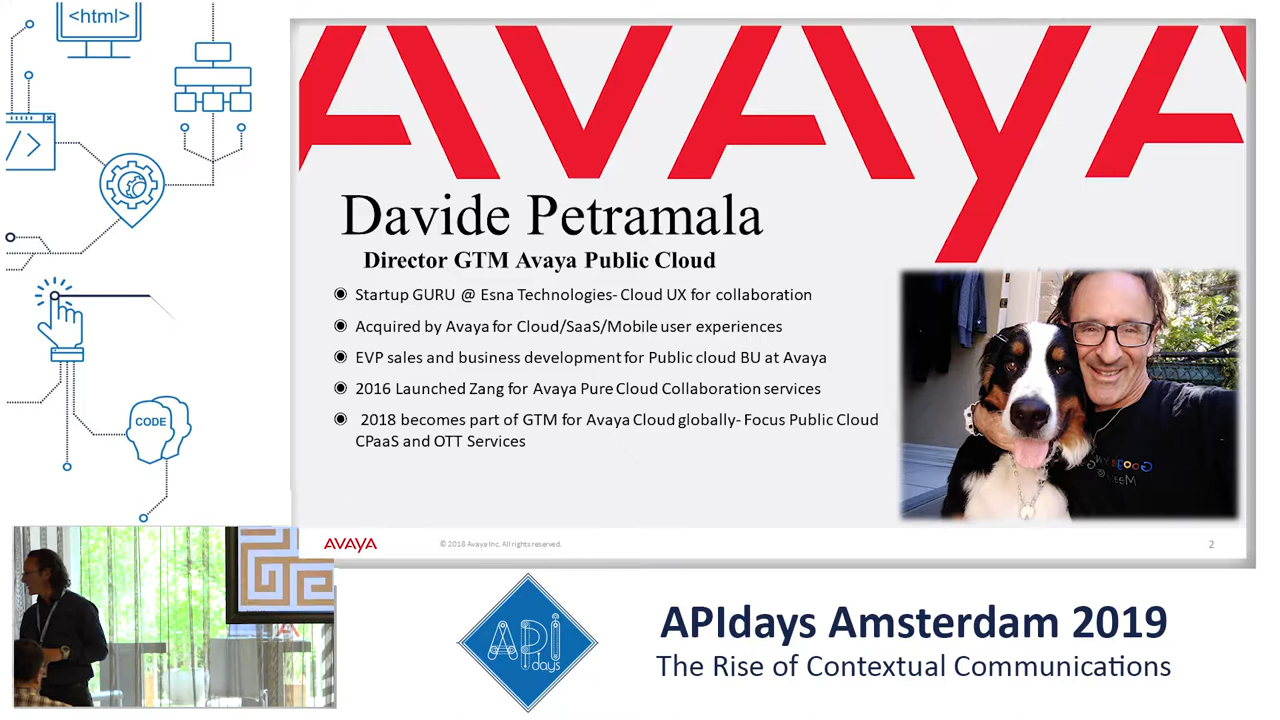 <html>
</>
CODE
AVAYA
Davide Petramala
Director GTM Avaya Public Cloud
Startup GURU @ Esna Technologies- Cloud UX for collaboration
Acquired by Avaya for Cloud/SaaS/Mobile user experiences
EVP sales and business development for Public cloud BU at Avaya
2016 Launched Zang for Avaya Pure Cloud Collaboration services
2018 becomes part of GTM for Avaya Cloud globally- Focus Public Cloud
CPaaS and OTT Services
AVAYA
© 2018 Avaya Inc. All rights reserved.
2
API
days
APIdays Amsterdam 2019
The Rise of Contextual Communications